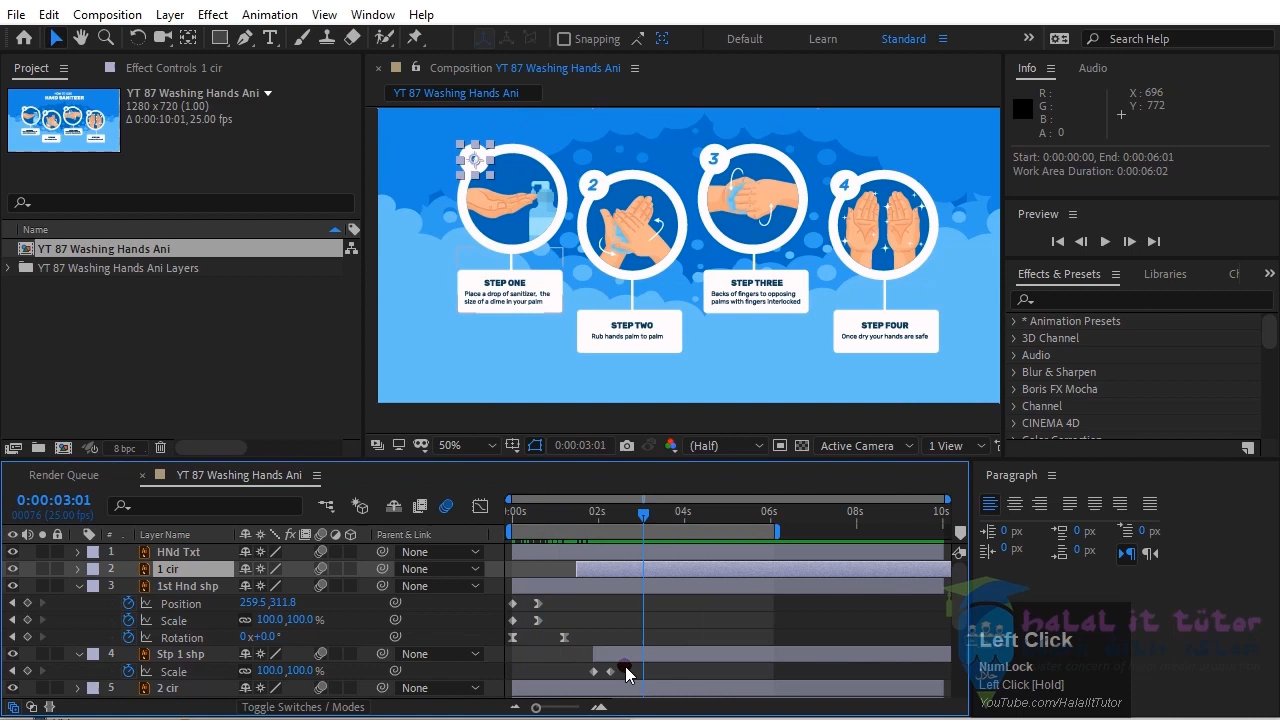 File Edit Composition Layer Effect Animation View Window Help
Snapping Default Learn Standard Search Help
Project Effect Controls 1 cir
YT 87 Washing Hands Ani
1280 x 720 (1.00)
Δ 0:00:10:01, 25.00 fps
Name
YT 87 Washing Hands Ani
YT 87 Washing Hands Ani Layers
8 bpc
Composition YT 87 Washing Hands Ani
YT 87 Washing Hands Ani
2
3
4
STEP ONE
Place a drop of sanitizer, the
size of a dime in your palm
STEP TWO
Rub hands palm to palm
STEP THREE
Backs of fingers to opposing
palms with fingers interlocked
STEP FOUR
Once dry your hands are safe
50% 0:00:03:01 (Half) Active Camera 1 View
Info Audio
R :
G :
B :
A : 0
X : 696
Y : 772
Start: 0:00:00:00, End: 0:00:06:01
Work Area Duration: 0:00:06:02
Preview
Effects & Presets Libraries
* Animation Presets
3D Channel
Audio
Blur & Sharpen
Boris FX Mocha
Channel
CINEMA 4D
Color Correction
Render Queue YT 87 Washing Hands Ani
0:00:03:01
00076 (25.00 fps)
# Layer Name Parent & Link
1 HNd Txt None
2 1 cir None
3 1st Hnd shp None
Position 259.5,311.8
Scale 100.0,100.0 %
Rotation 0x+0.0°
4 Stp 1 shp None
Scale 100.0,100.0 %
5 2 cir None
Toggle Switches / Modes
:00s 02s 04s 06s 08s 10s
Paragraph
0 px 0 px 0 px
0 px 0 px
halal it tutor
Left Click
NumLock
Left Click [Hold]
YouTube.com/HalalItTutor